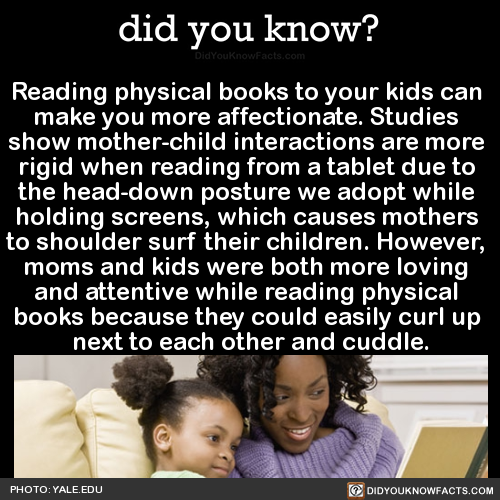 did you know?
DidYouKnowFacts.com
Reading physical books to your kids can
make you more affectionate. Studies
show mother-child interactions are more
rigid when reading from a tablet due to
the head-down posture we adopt while
holding screens, which causes mothers
to shoulder surf their children. However,
moms and kids were both more loving
and attentive while reading physical
books because they could easily curl up
next to each other and cuddle.
PHOTO: YALE.EDU
DIDYOUKNOWFACTS.COM